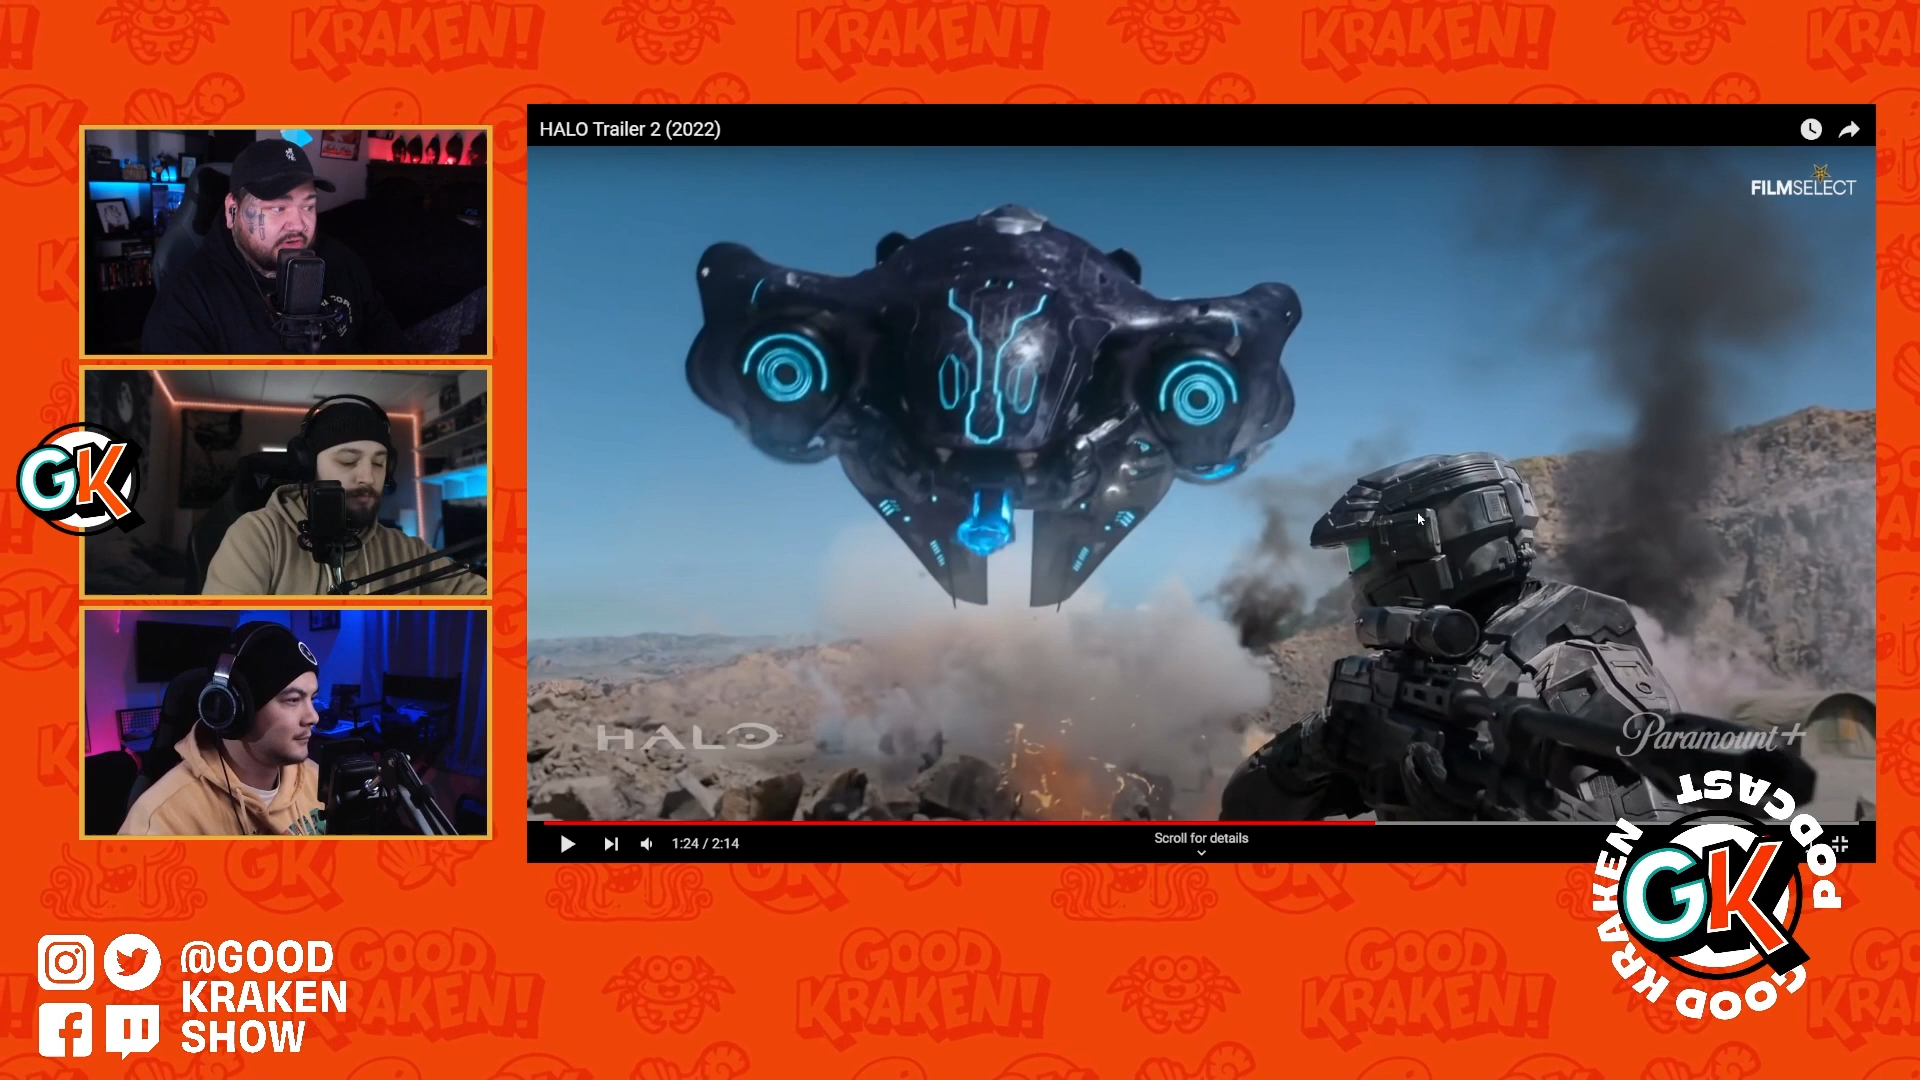 GOOD KRAKEN!
HALO Trailer 2 (2022)
FILMSELECT
GK
HALO
Paramount+
1:24 / 2:14
Scroll for details
GOOD KRAKEN PODCAST
GK
@GOOD
KRAKEN
SHOW